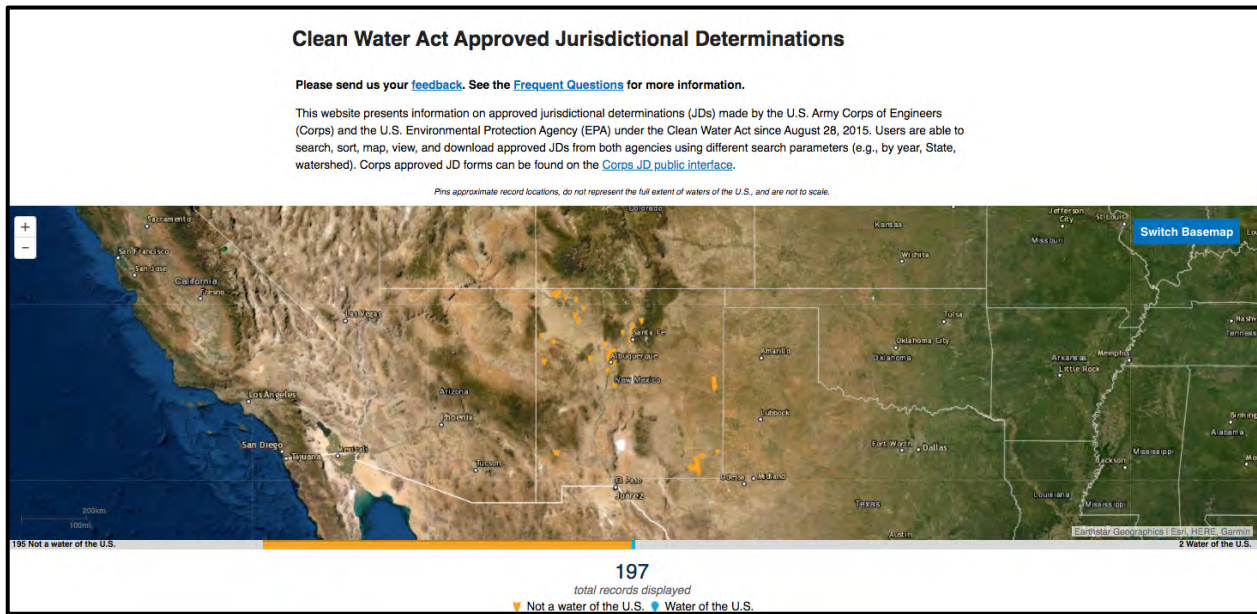 Clean Water Act Approved Jurisdictional Determinations
Please send us your feedback. See the Frequent Questions for more information.
This website presents information on approved jurisdictional determinations (JDs) made by the U.S. Army Corps of Engineers
(Corps) and the U.S. Environmental Protection Agency (EPA) under the Clean Water Act since August 28, 2015. Users are able to
search, sort, map, view, and download approved JDs from both agencies using different search parameters (e.g., by year, State,
watershed). Corps approved JD forms can be found on the Corps JD public interface.
Pins approximate record locations, do not represent the full extent of waters of the U.S., and are not to scale.
+
−
Switch Basemap
Sacramento
San Francisco
San Jose
California
Fresno
Las Vegas
Colorado
Kansas
Wichita
Jefferson
City
Missouri
St Louis
Santa Fe
Albuquerque
New Mexico
Amarillo
Tulsa
Oklahoma City
Oklahoma
Arkansas
Little Rock
Memphis
Nashv
Tennessee
Los Angeles
Arizona
Phoenix
Lubbock
San Diego
Tijuana
Mexicali
Tucson
El Paso
Juárez
Odessa
Midland
Fort Worth
Dallas
Texas
Austin
Louisiana
Jackson
Mississippi
Mississippi
Birming
Alabama
200km
100mi
Earthstar Geographics | Esri, HERE, Garmin
195 Not a water of the U.S.
2 Water of the U.S.
197
total records displayed
Not a water of the U.S. Water of the U.S.